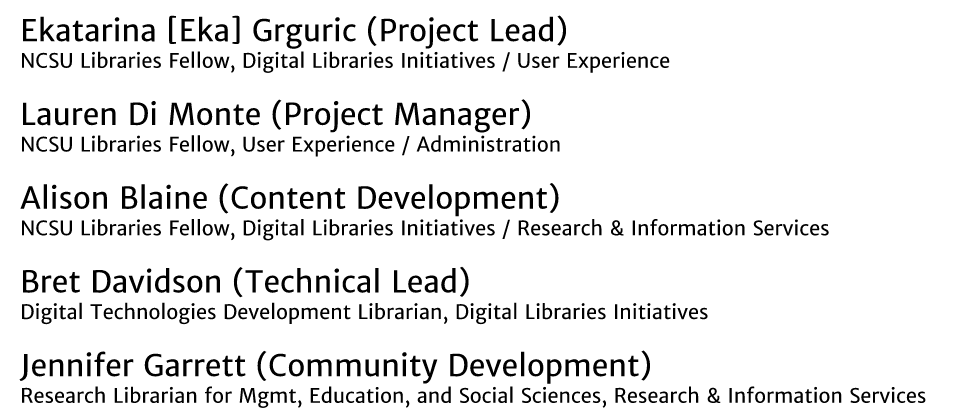 Ekatarina [Eka] Grguric (Project Lead)
NCSU Libraries Fellow, Digital Libraries Initiatives / User Experience
Lauren Di Monte (Project Manager)
NCSU Libraries Fellow, User Experience / Administration
Alison Blaine (Content Development)
NCSU Libraries Fellow, Digital Libraries Initiatives / Research & Information Services
Bret Davidson (Technical Lead)
Digital Technologies Development Librarian, Digital Libraries Initiatives
Jennifer Garrett (Community Development)
Research Librarian for Mgmt, Education, and Social Sciences, Research & Information Services